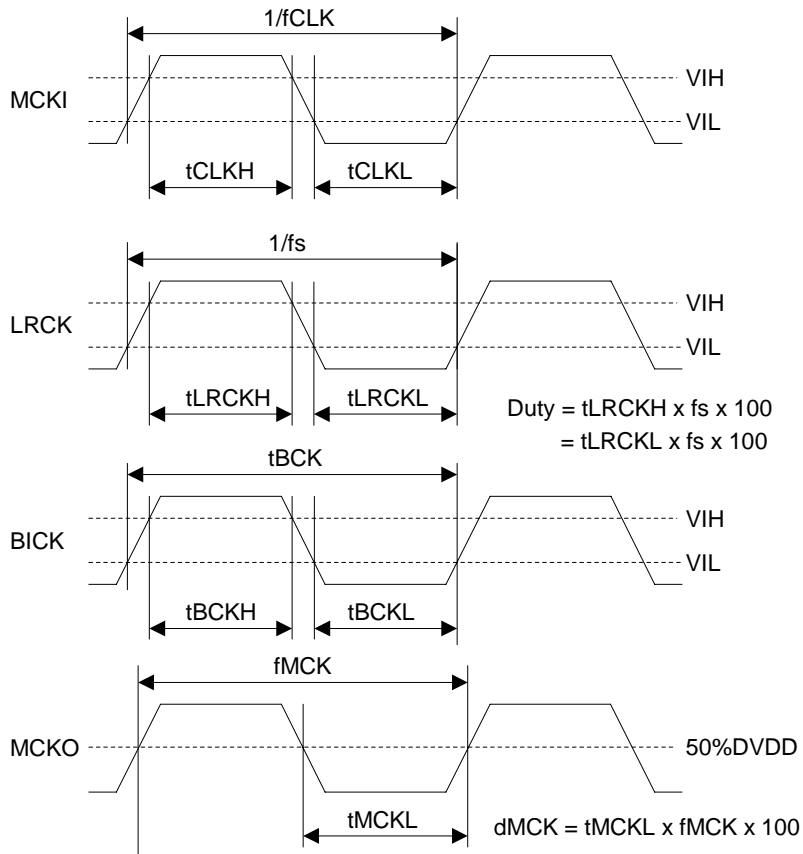 1/fCLK
MCKI
VIH
VIL
tCLKH
tCLKL
1/fs
LRCK
VIH
VIL
tLRCKH
tLRCKL
Duty = tLRCKH x fs x 100
= tLRCKL x fs x 100
tBCK
BICK
VIH
VIL
tBCKH
tBCKL
fMCK
MCKO
50%DVDD
tMCKL
dMCK = tMCKL x fMCK x 100